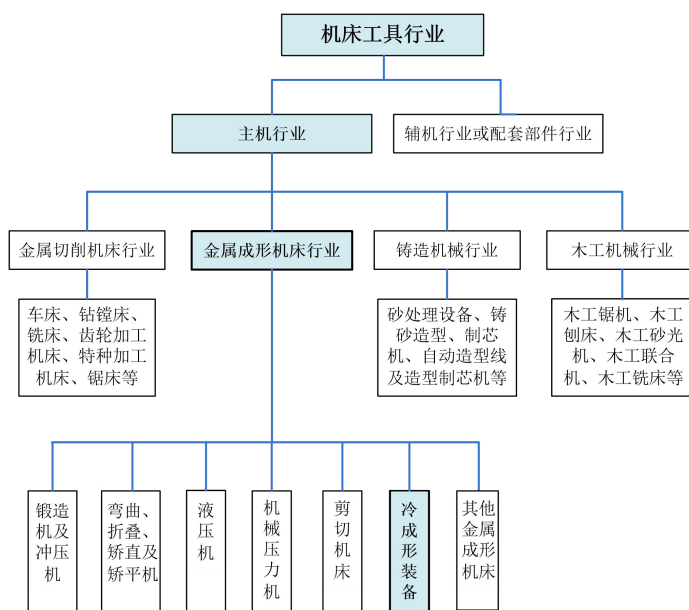 机床工具行业
主机行业
辅机行业或配套部件行业
金属切削机床行业
金属成形机床行业
铸造机械行业
木工机械行业
车床、钻镗床、
铣床、齿轮加工
机床、特种加工
机床、锯床等
砂处理设备、铸
砂造型、制芯
机、自动造型线
及造型制芯机等
木工锯机、木工
刨床、木工砂光
机、木工联合
机、木工铣床等
锻造
机及
冲压
机
弯曲、
折叠、
矫直及
矫平机
液
压
机
机
械
压
力
机
剪
切
机
床
冷
成
形
装
备
其他
金属
成形
机床